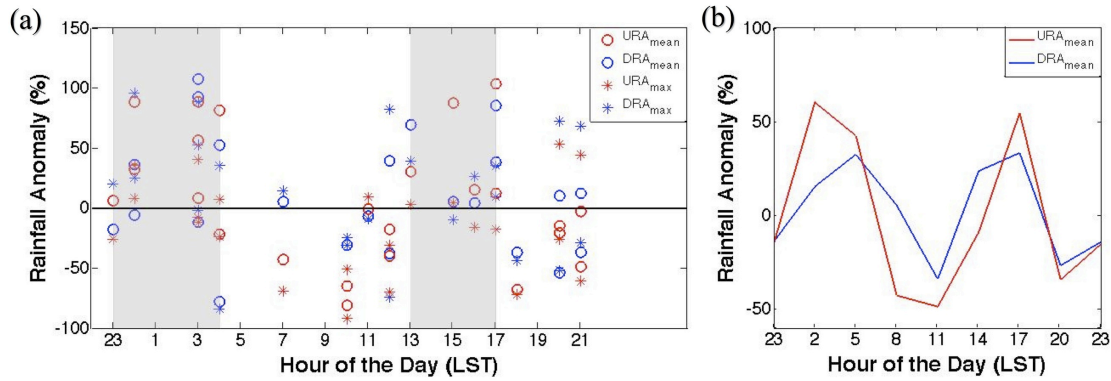 (a)
150
100
50
0
-50
-100
Rainfall Anomaly (%)
URAmean
DRAmean
URAmax
DRAmax
23 1 3 5 7 9 11 13 15 17 19 21
Hour of the Day (LST)
(b)
100
50
0
-50
Rainfall Anomaly (%)
URAmean
DRAmean
23 2 5 8 11 14 17 20 23
Hour of the Day (LST)